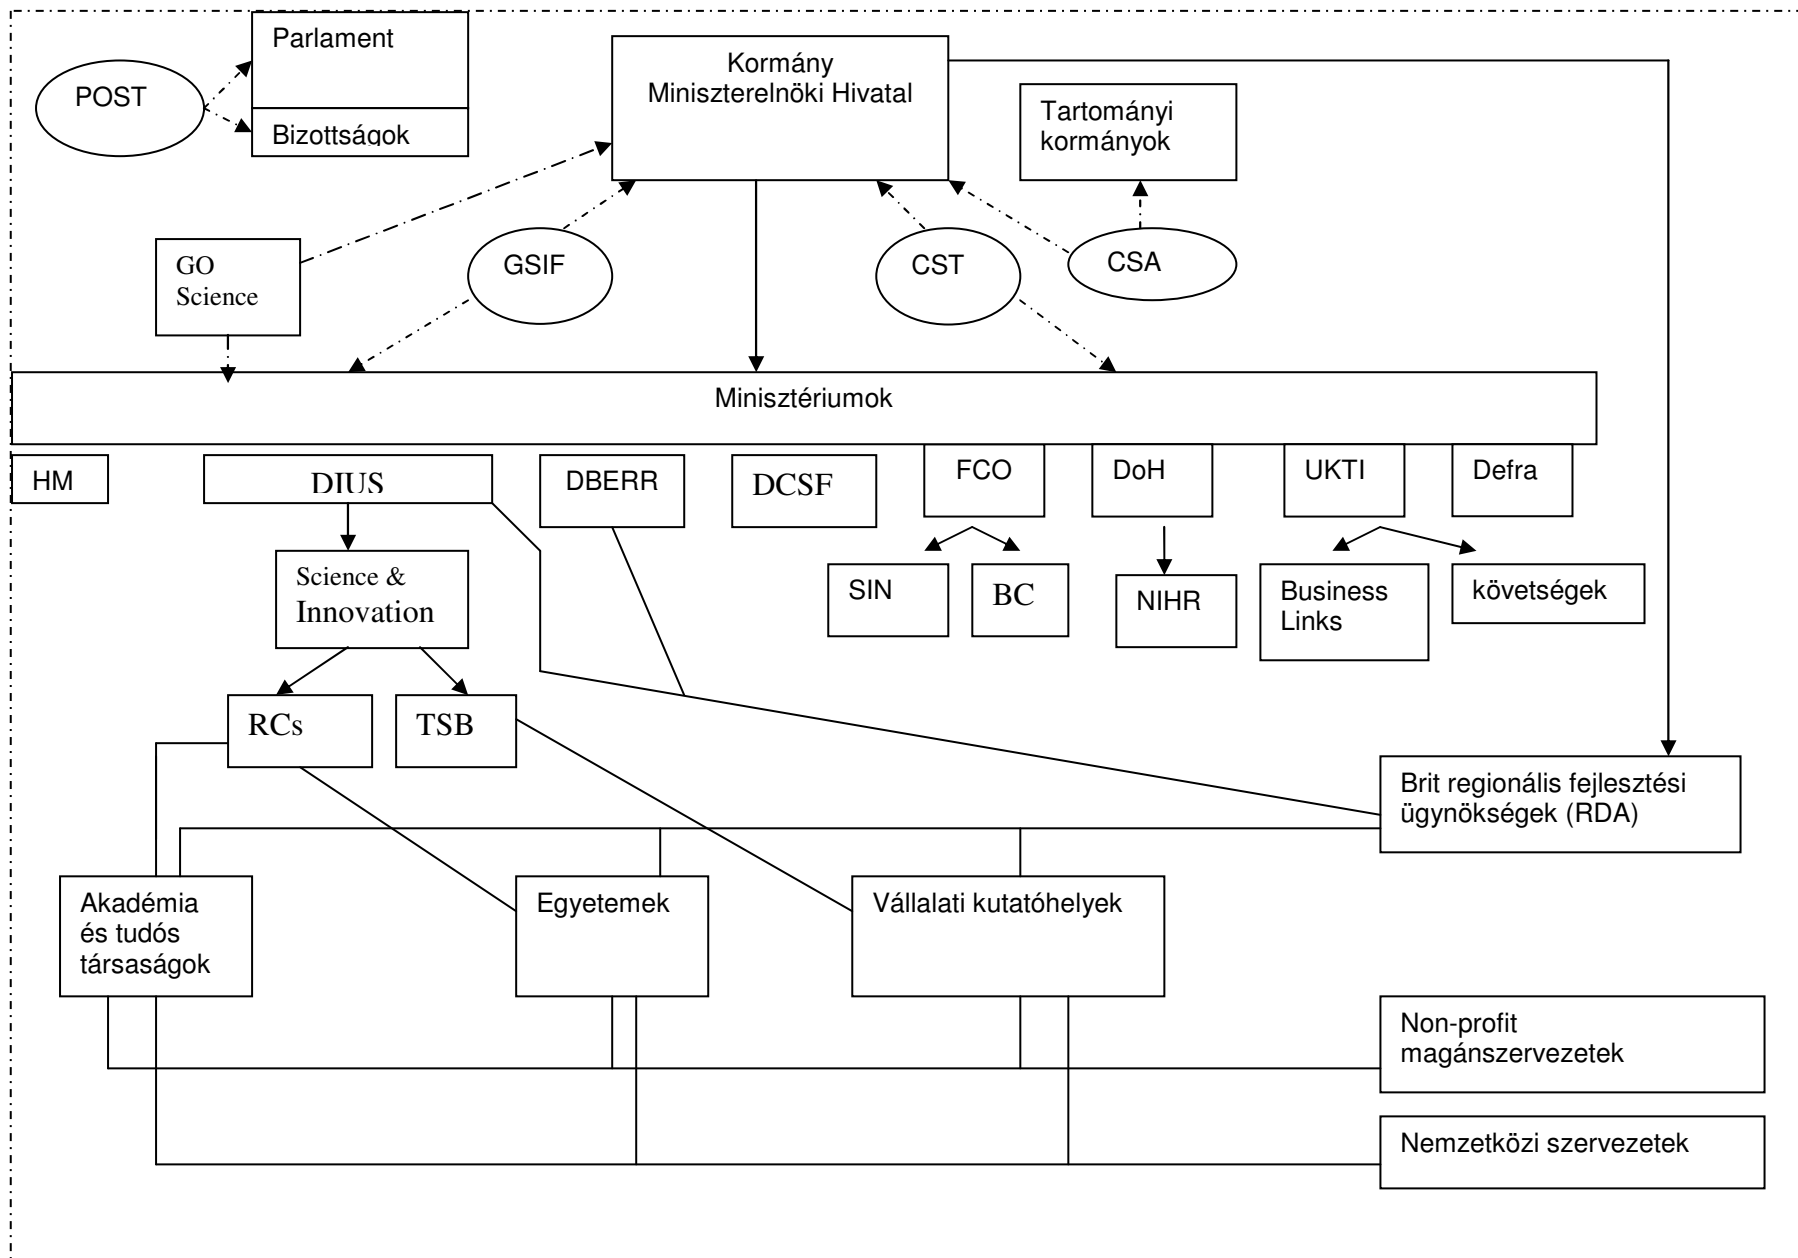 Parlament
Kormány
Miniszterelnöki Hivatal
POST
Tartományi
kormányok
Bizottságok
GO
Science
GSIF
CST
CSA
Minisztériumok
HM
DIUS
DBERR
DCSF
FCO
DoH
UKTI
Defra
Science &
Innovation
SIN
BC
NIHR
Business
Links
követségek
RCs
TSB
Brit regionális fejlesztési
ügynökségek (RDA)
Akadémia
és tudós
társaságok
Egyetemek
Vállalati kutatóhelyek
Non-profit
magánszervezetek
Nemzetközi szervezetek